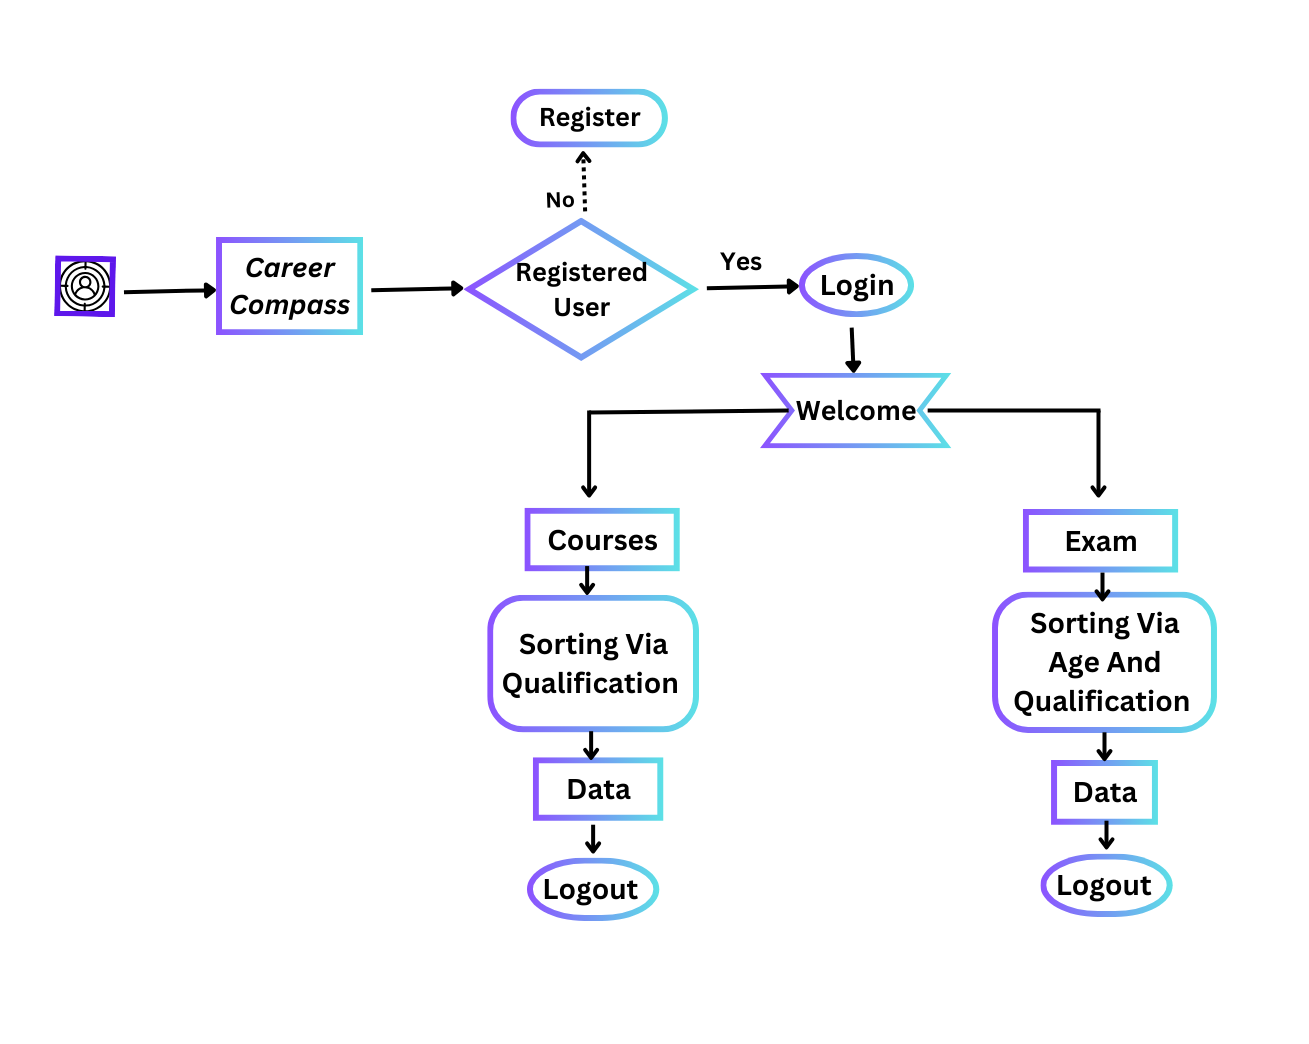 Register
No
Career
Compass
Registered
User
Yes
Login
Welcome
Courses
Exam
Sorting Via
Qualification
Sorting Via
Age And
Qualification
Data
Data
Logout
Logout